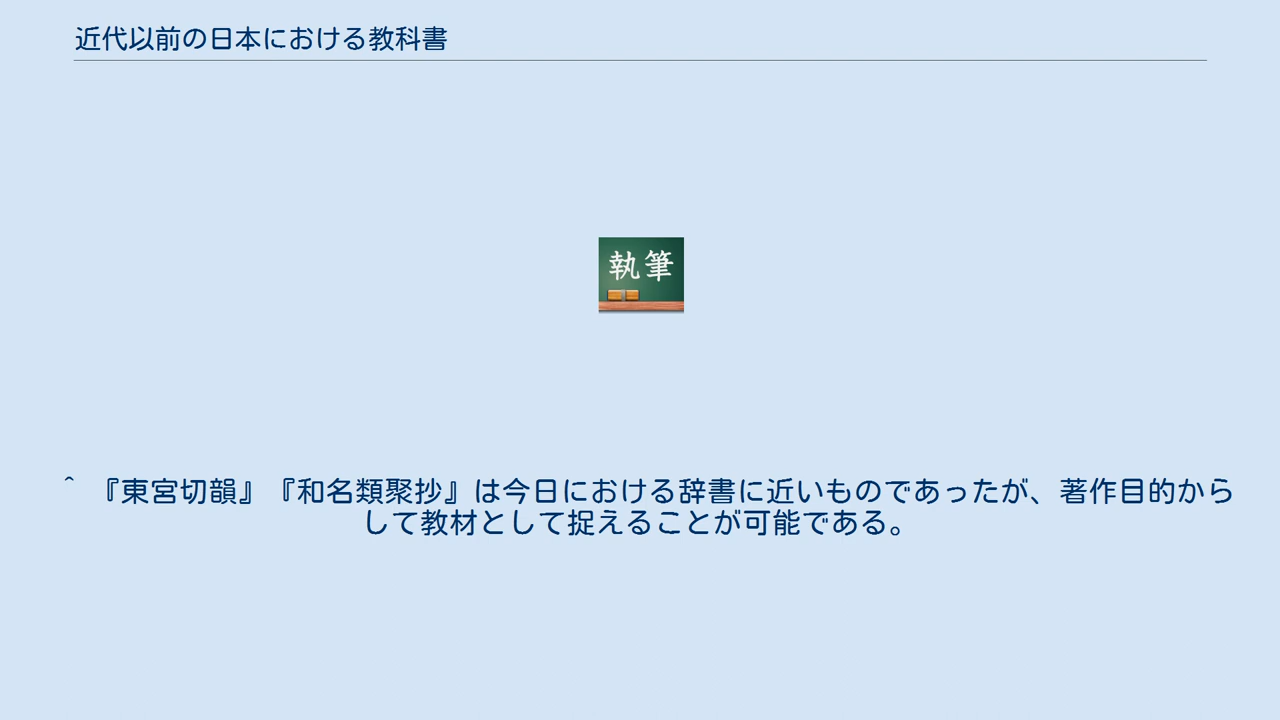 近代以前の日本における教科書
執筆
^ 『東宮切韻』『和名類聚抄』は今日における辞書に近いものであったが、著作目的から
して教材として捉えることが可能である。